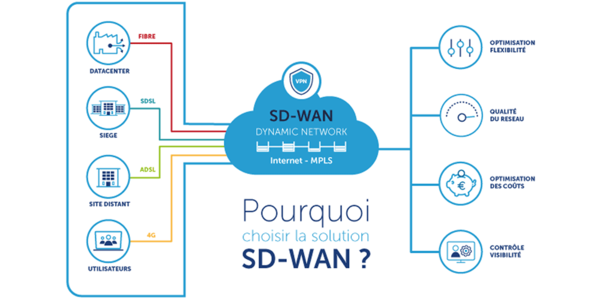 FIBRE
DATACENTER
SDSL
SIEGE
ADSL
SITE DISTANT
4G
UTILISATEURS
VPN
SD-WAN
DYNAMIC NETWORK
Internet - MPLS
Pourquoi
choisir la solution
SD-WAN ?
OPTIMISATION
FLEXIBILITÉ
QUALITÉ
DU RESEAU
€
OPTIMISATION
DES COÛTS
CONTRÔLE
VISIBILITÉ